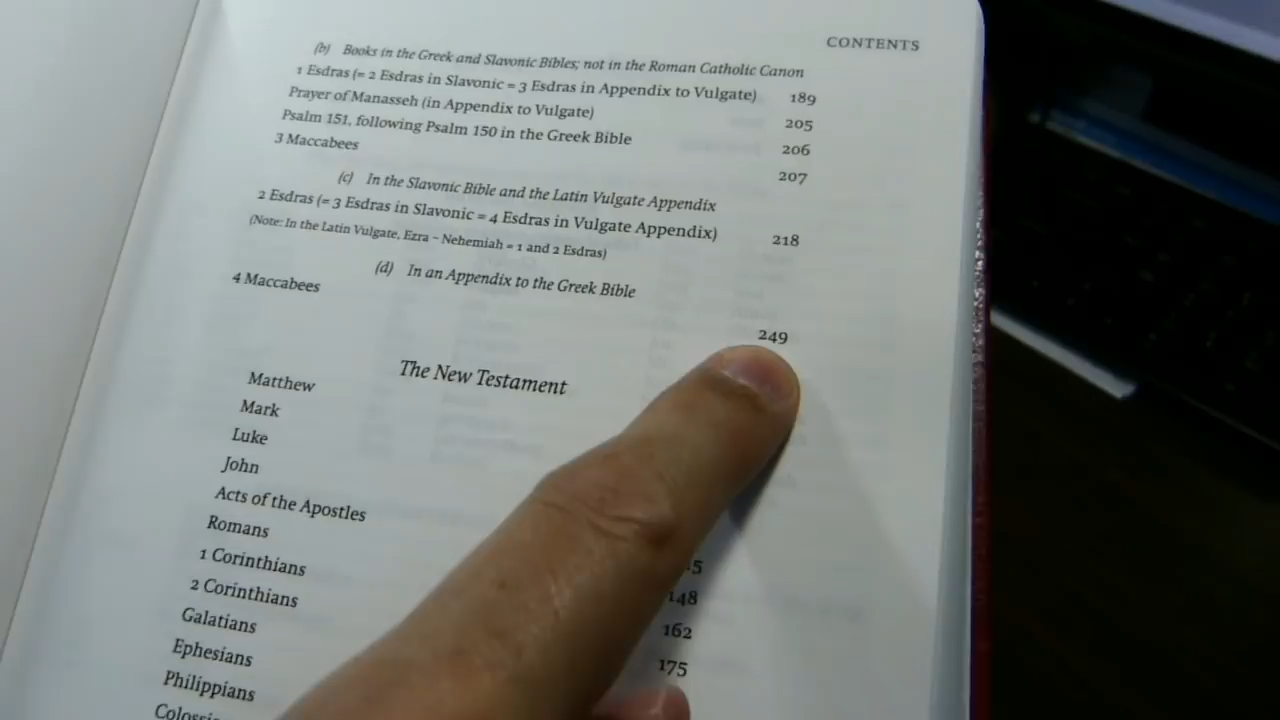 CONTENTS
(b) Books in the Greek and Slavonic Bibles; not in the Roman Catholic Canon
1 Esdras (= 2 Esdras in Slavonic = 3 Esdras in Appendix to Vulgate) 189
Prayer of Manasseh (in Appendix to Vulgate) 205
Psalm 151, following Psalm 150 in the Greek Bible 206
3 Maccabees 207
(c) In the Slavonic Bible and the Latin Vulgate Appendix
2 Esdras (= 3 Esdras in Slavonic = 4 Esdras in Vulgate Appendix) 218
(Note: In the Latin Vulgate, Ezra – Nehemiah = 1 and 2 Esdras)
(d) In an Appendix to the Greek Bible
4 Maccabees 249
The New Testament
Matthew
Mark
Luke
John
Acts of the Apostles
Romans
1 Corinthians
2 Corinthians 148
Galatians 162
Ephesians 175
Philippians